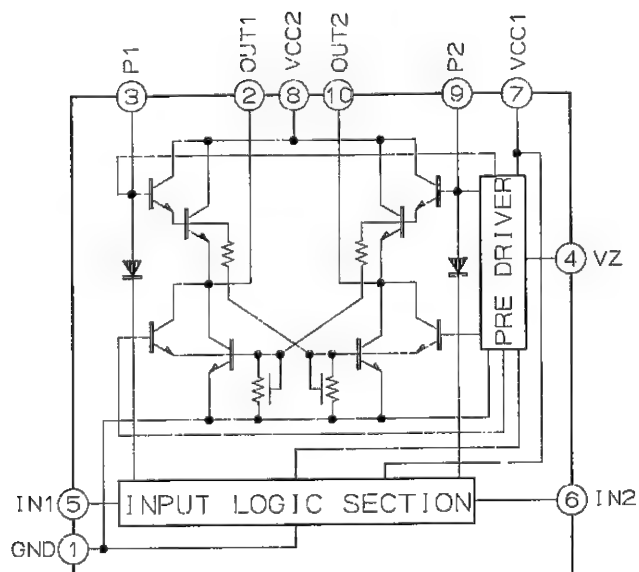 P1
OUT1
VCC2
OUT2
P2
VCC1
3
2
8
10
9
7
PRE DRIVER
4 VZ
IN1 5
INPUT LOGIC SECTION
6 IN2
GND 1